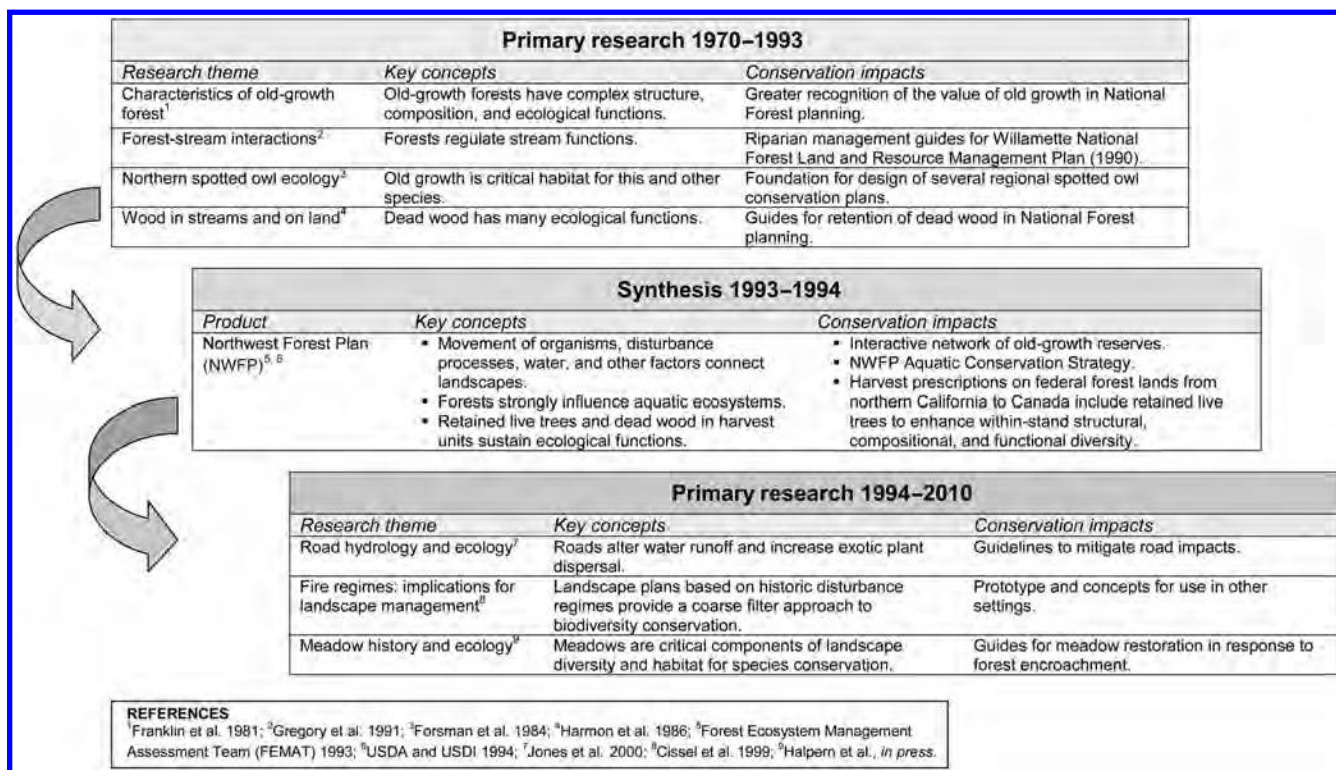 Primary research 1970–1993
Research theme Key concepts Conservation impacts
Characteristics of old-growth forest¹ Old-growth forests have complex structure, composition, and ecological functions. Greater recognition of the value of old growth in National Forest planning.
Forest-stream interactions² Forests regulate stream functions. Riparian management guides for Willamette National Forest Land and Resource Management Plan (1990).
Northern spotted owl ecology³ Old growth is critical habitat for this and other species. Foundation for design of several regional spotted owl conservation plans.
Wood in streams and on land⁴ Dead wood has many ecological functions. Guides for retention of dead wood in National Forest planning.
Synthesis 1993–1994
Product Key concepts Conservation impacts
Northwest Forest Plan (NWFP)⁵, ⁶
▪ Movement of organisms, disturbance processes, water, and other factors connect landscapes.
▪ Forests strongly influence aquatic ecosystems.
▪ Retained live trees and dead wood in harvest units sustain ecological functions.
▪ Interactive network of old-growth reserves.
▪ NWFP Aquatic Conservation Strategy.
▪ Harvest prescriptions on federal forest lands from northern California to Canada include retained live trees to enhance within-stand structural, compositional, and functional diversity.
Primary research 1994–2010
Research theme Key concepts Conservation impacts
Road hydrology and ecology⁷ Roads alter water runoff and increase exotic plant dispersal. Guidelines to mitigate road impacts.
Fire regimes: implications for landscape management⁸ Landscape plans based on historic disturbance regimes provide a coarse filter approach to biodiversity conservation. Prototype and concepts for use in other settings.
Meadow history and ecology⁹ Meadows are critical components of landscape diversity and habitat for species conservation. Guides for meadow restoration in response to forest encroachment.
REFERENCES
¹Franklin et al. 1981; ²Gregory et al. 1991; ³Forsman et al. 1984; ⁴Harmon et al. 1986; ⁵Forest Ecosystem Management
Assessment Team (FEMAT) 1993; ⁶USDA and USDI 1994; ⁷Jones et al. 2000; ⁸Cissel et al. 1999; ⁹Halpern et al., in press.